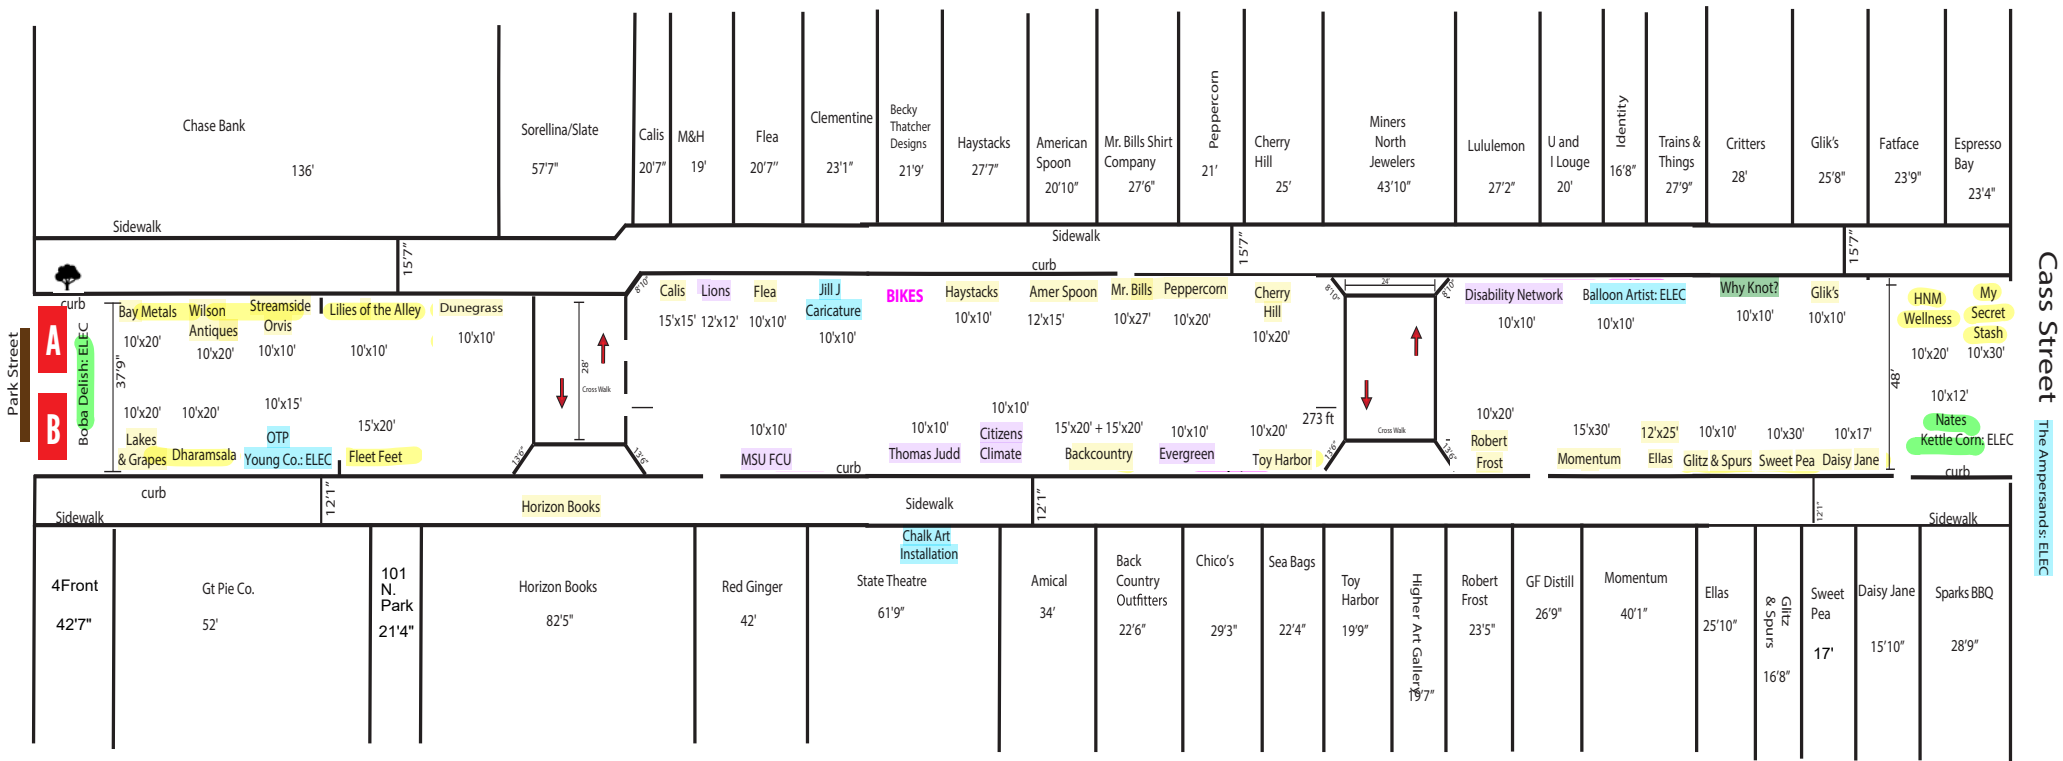 Chase Bank
136'
Sorellina/Slate
57'7"
Calis
20'7"
M&H
19'
Flea
20'7"
Clementine
23'1"
Becky
Thatcher
Designs
21'9'
Haystacks
27'7"
American
Spoon
20'10"
Mr. Bills Shirt
Company
27'6"
Peppercorn
21'
Cherry
Hill
25'
Miners
North
Jewelers
43'10"
Lululemon
27'2"
U and
I Louge
20'
Identity
16'8"
Trains &
Things
27'9"
Critters
28'
Glik's
25'8"
Fatface
23'9"
Espresso
Bay
23'4"
Sidewalk
15'7"
Sidewalk
curb
15'7"
15'7"
Park Street
A
B
curb
Boba Delish: ELEC
37'9"
Bay Metals
10'x20'
Wilson
Antiques
10'x20'
Streamside
Orvis
10'x10'
Lilies of the Alley
10'x10'
Dunegrass
10'x10'
28'
Cross Walk
8'10"
Calis
15'x15'
Lions
12'x12'
Flea
10'x10'
Jill J
Caricature
10'x10'
BIKES
Haystacks
10'x10'
Amer Spoon
12'x15'
Mr. Bills
10'x27'
Peppercorn
10'x20'
Cherry
Hill
10'x20'
8'10"
24'
8'10"
Cross Walk
Disability Network
10'x10'
Balloon Artist: ELEC
10'x10'
Why Knot?
10'x10'
Glik's
10'x10'
48'
HNM
Wellness
10'x20'
My
Secret
Stash
10'x30'
10'x20'
Lakes
& Grapes
10'x20'
Dharamsala
10'x15'
OTP
Young Co.: ELEC
15'x20'
Fleet Feet
13'6"
13'6"
10'x10'
MSU FCU
curb
10'x10'
Thomas Judd
10'x10'
Citizens
Climate
15'x20' + 15'x20'
Backcountry
10'x10'
Evergreen
10'x20'
Toy Harbor
273 ft
13'6"
13'6"
10'x20'
Robert
Frost
15'x30'
Momentum
12'x25'
Ellas
10'x10'
Glitz & Spurs
10'x30'
Sweet Pea
10'x17'
Daisy Jane
10'x12'
Nates
Kettle Corn: ELEC
curb
Cass Street
The Ampersands: ELEC
curb
Sidewalk
12'1"
Horizon Books
Sidewalk
12'1"
12'1"
Sidewalk
Chalk Art
Installation
4Front
42'7"
Gt Pie Co.
52'
101
N.
Park
21'4"
Horizon Books
82'5"
Red Ginger
42'
State Theatre
61'9"
Amical
34'
Back
Country
Outfitters
22'6"
Chico's
29'3"
Sea Bags
22'4"
Toy
Harbor
19'9"
Higher Art Gallery
19'7"
Robert
Frost
23'5"
GF Distill
26'9"
Momentum
40'1"
Ellas
25'10"
Glitz
& Spurs
16'8"
Sweet
Pea
17'
Daisy Jane
15'10"
Sparks BBQ
28'9"